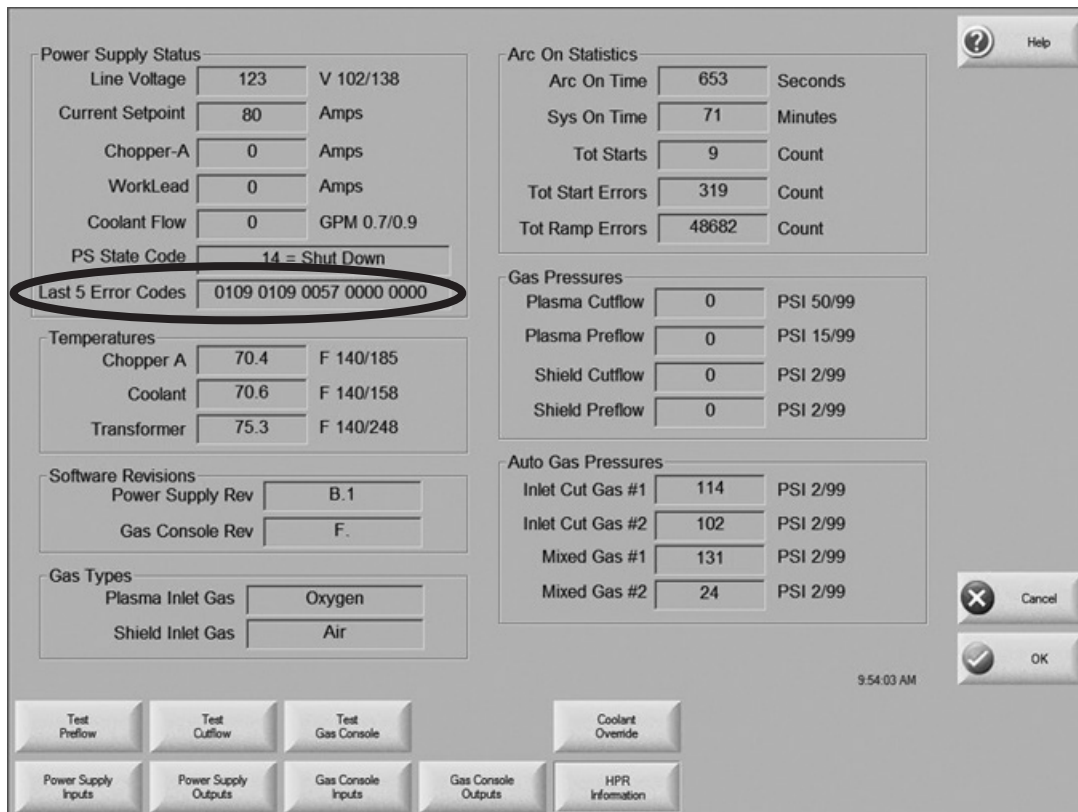 Power Supply Status
Line Voltage 123 V 102/138
Current Setpoint 80 Amps
Chopper-A 0 Amps
WorkLead 0 Amps
Coolant Flow 0 GPM 0.7/0.9
PS State Code 14 = Shut Down
Last 5 Error Codes 0109 0109 0057 0000 0000
Temperatures
Chopper A 70.4 F 140/185
Coolant 70.6 F 140/158
Transformer 75.3 F 140/248
Software Revisions
Power Supply Rev B.1
Gas Console Rev F.
Gas Types
Plasma Inlet Gas Oxygen
Shield Inlet Gas Air
Arc On Statistics
Arc On Time 653 Seconds
Sys On Time 71 Minutes
Tot Starts 9 Count
Tot Start Errors 319 Count
Tot Ramp Errors 48682 Count
Gas Pressures
Plasma Cutflow 0 PSI 50/99
Plasma Preflow 0 PSI 15/99
Shield Cutflow 0 PSI 2/99
Shield Preflow 0 PSI 2/99
Auto Gas Pressures
Inlet Cut Gas #1 114 PSI 2/99
Inlet Cut Gas #2 102 PSI 2/99
Mixed Gas #1 131 PSI 2/99
Mixed Gas #2 24 PSI 2/99
? Help
Cancel
OK
9:54:03 AM
Test
Preflow
Test
Cutflow
Test
Gas Console
Coolant
Override
Power Supply
Inputs
Power Supply
Outputs
Gas Console
Inputs
Gas Console
Outputs
HPR
Information